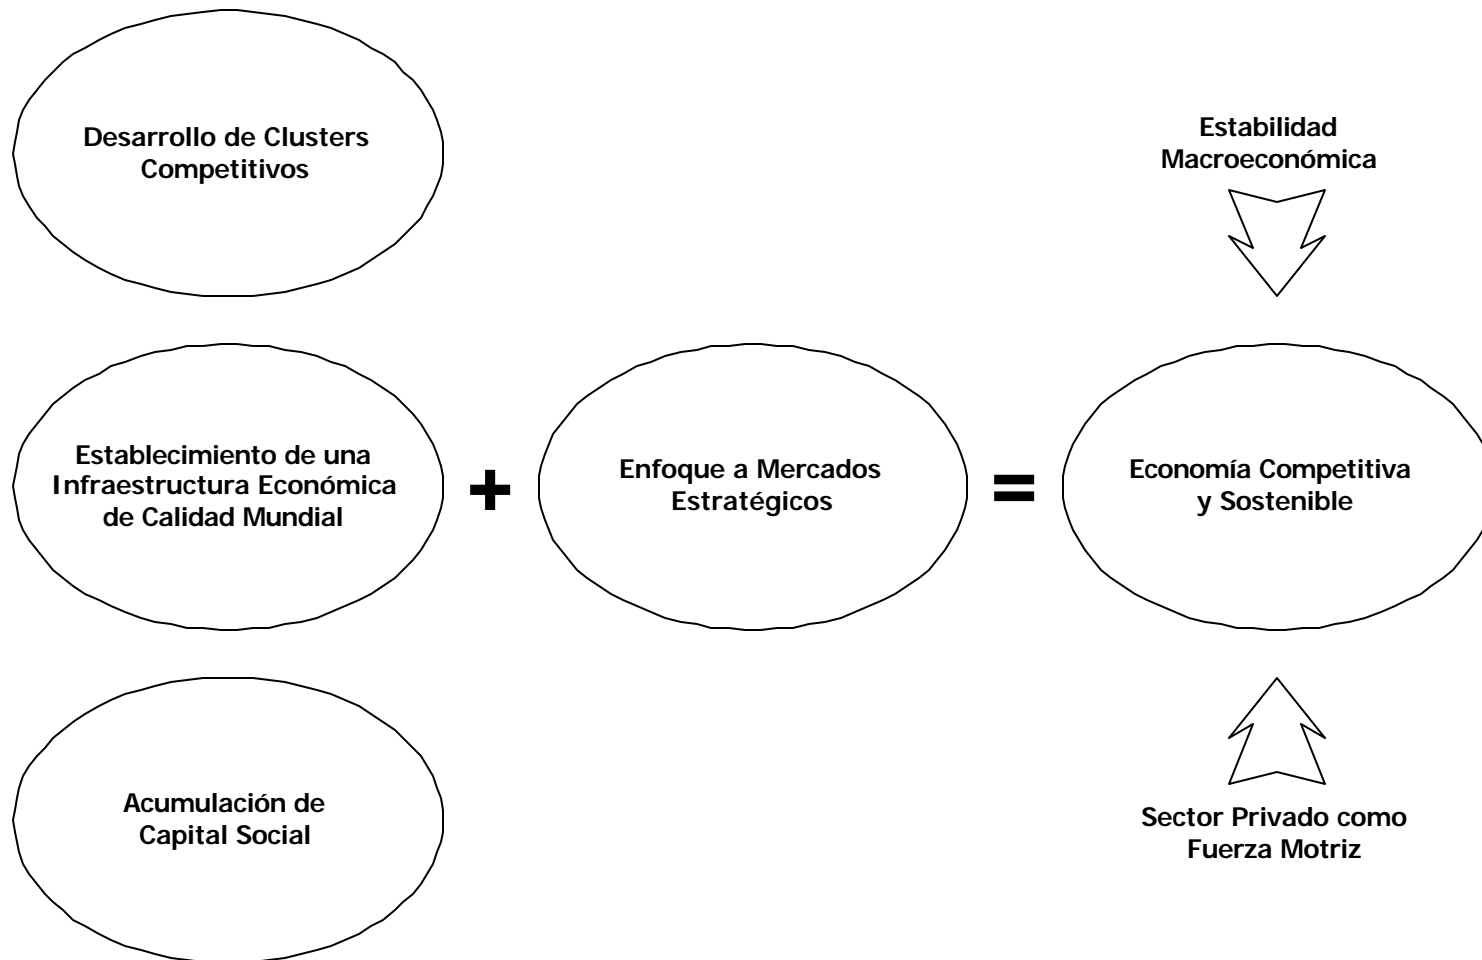 Desarrollo de Clusters
Competitivos
Estabilidad
Macroeconómica
Establecimiento de una
Infraestructura Económica
de Calidad Mundial
+
Enfoque a Mercados
Estratégicos
=
Economía Competitiva
y Sostenible
Acumulación de
Capital Social
Sector Privado como
Fuerza Motriz